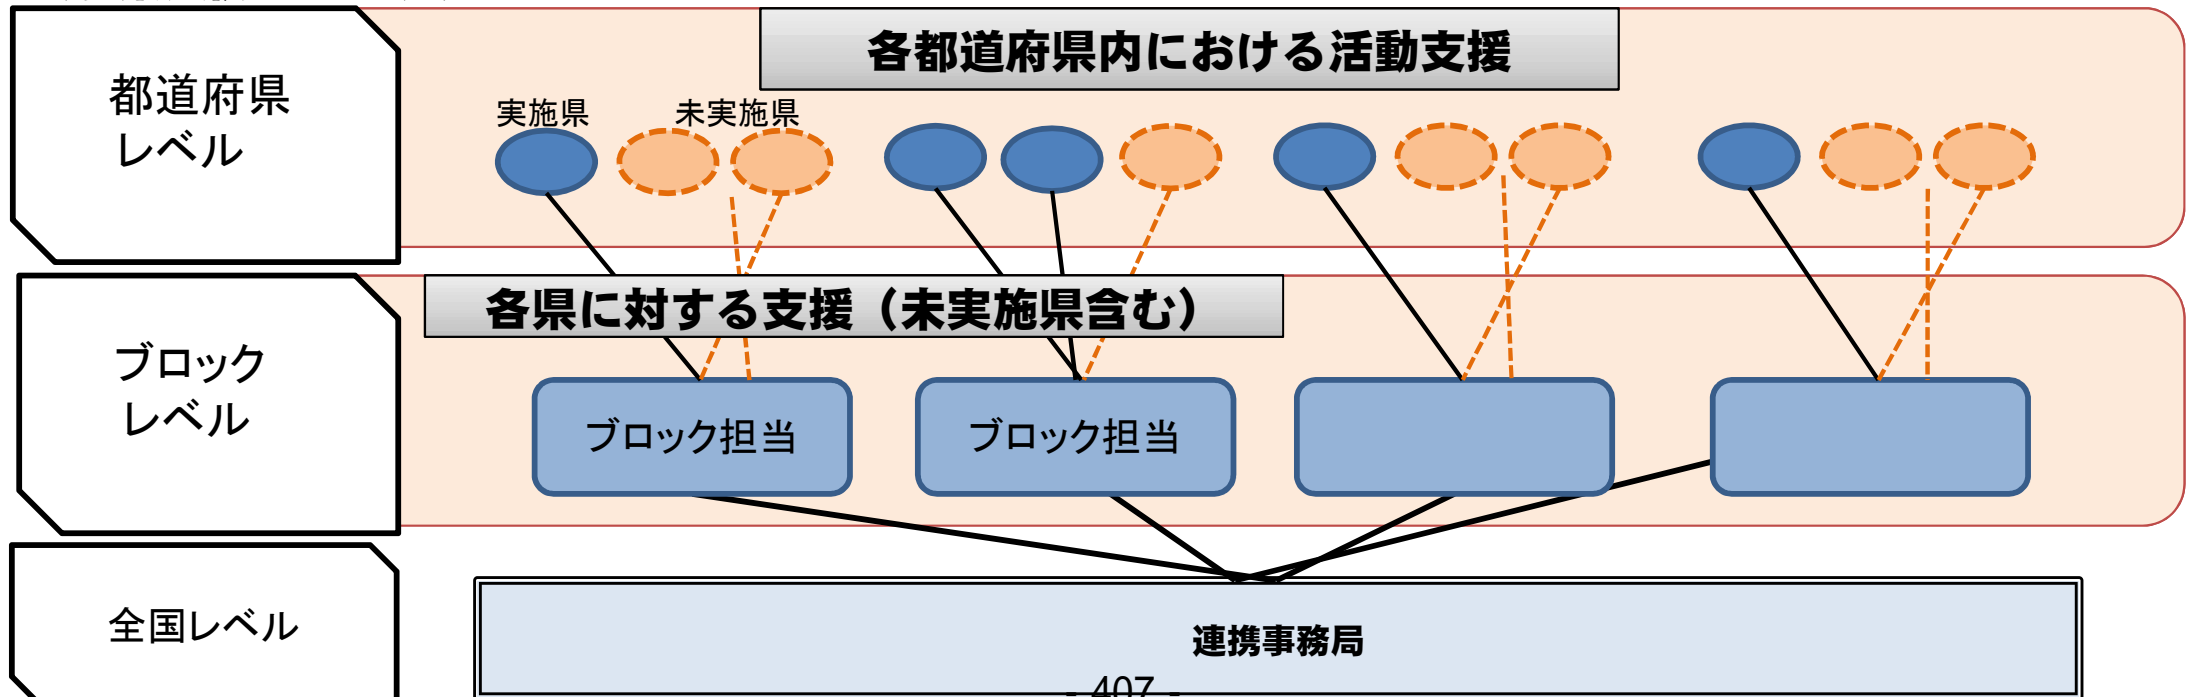 各都道府県内における活動支援
都道府県
レベル
実施県
未実施県
各県に対する支援（未実施県含む）
ブロック
レベル
ブロック担当
ブロック担当
全国レベル
連携事務局
- 407 -